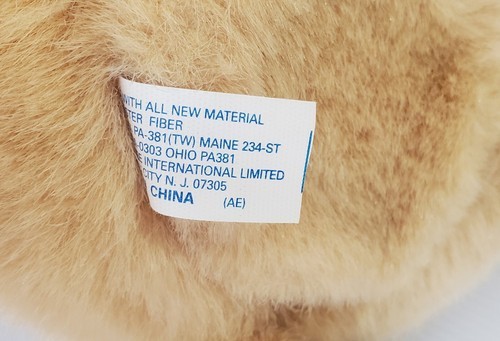 WITH ALL NEW MATERIAL
TER FIBER
PA-381(TW) MAINE 234-ST
0303 OHIO PA381
E INTERNATIONAL LIMITED
CITY N. J. 07305
CHINA (AE)